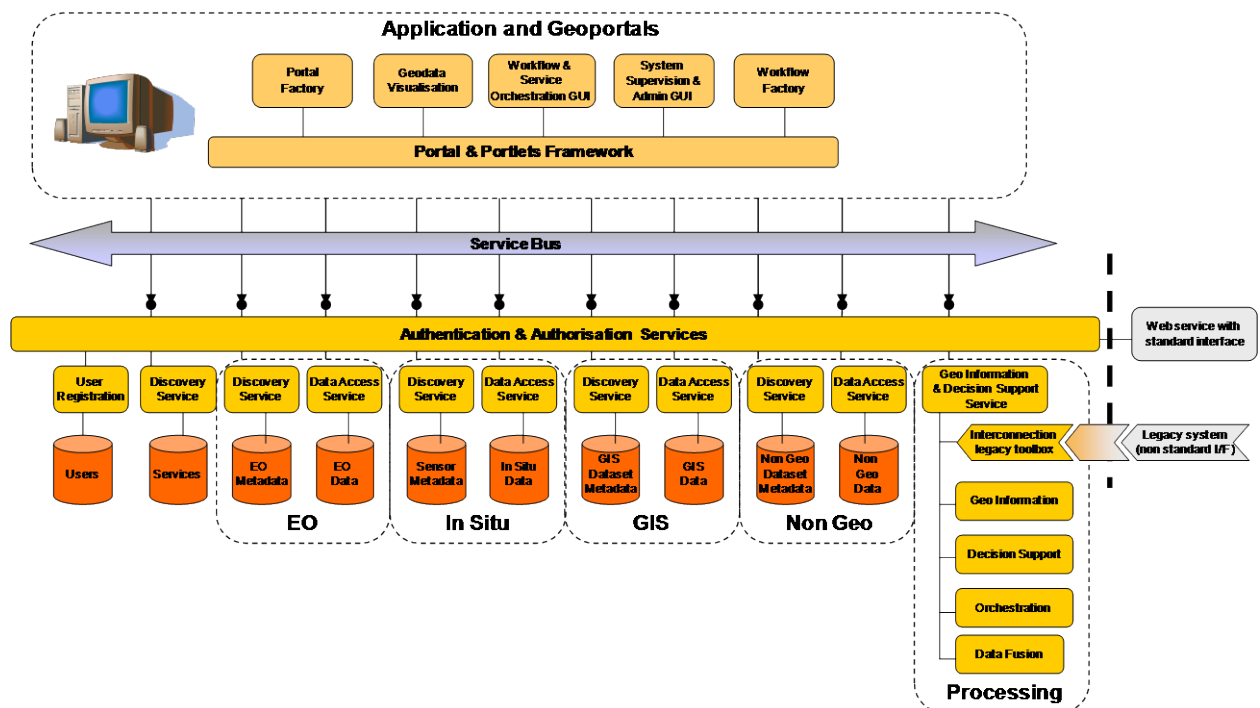 Application and Geoportals
Portal
Factory
Geodata
Visualisation
Workflow &
Service
Orchestration GUI
System
Supervision &
Admin GUI
Workflow
Factory
Portal & Portlets Framework
Service Bus
Authentication & Authorisation Services
Web service with
standard interface
User
Registration
Discovery
Service
Discovery
Service
Data Access
Service
Discovery
Service
Data Access
Service
Discovery
Service
Data Access
Service
Discovery
Service
Data Access
Service
Geo Information
& Decision Support
Service
Users
Services
EO
Metadata
EO
Data
Sensor
Metadata
In Situ
Data
GIS
Dataset
Metadata
GIS
Data
Non Geo
Dataset
Metadata
Non
Geo
Data
Interconnection
legacy toolbox
Legacy system
(non standard I/F)
EO
In Situ
GIS
Non Geo
Geo Information
Decision Support
Orchestration
Data Fusion
Processing